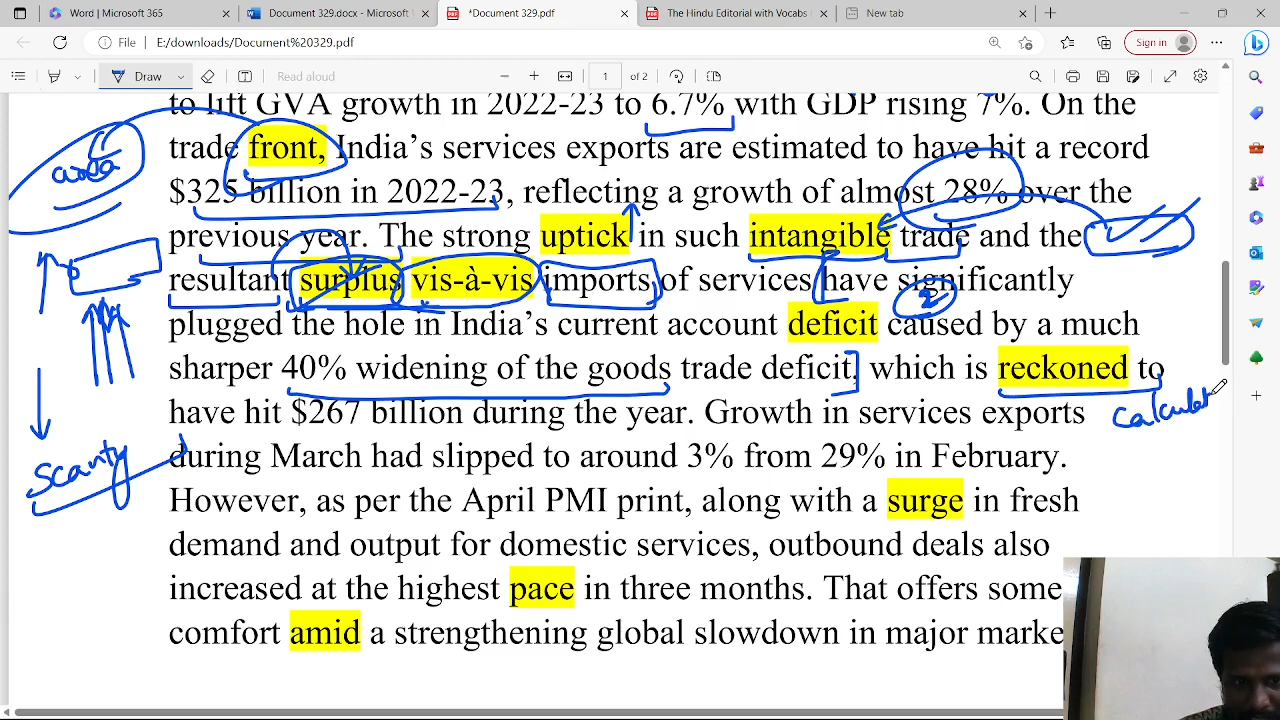 Word | Microsoft 365
Document 329.docx - Microsoft
*Document 329.pdf
The Hindu Editorial with Vocabs
New tab
File
E:/downloads/Document%20329.pdf
Sign in
Draw
Read aloud
1
of 2
to lift GVA growth in 2022-23 to 6.7% with GDP rising 7%. On the
trade front, India's services exports are estimated to have hit a record
area
$325 billion in 2022-23, reflecting a growth of almost 28% over the
previous year. The strong uptick in such intangible trade and the
resultant surplus vis-à-vis imports of services have significantly
2
plugged the hole in India's current account deficit caused by a much
sharper 40% widening of the goods trade deficit, which is reckoned to
have hit $267 billion during the year. Growth in services exports
calculat
during March had slipped to around 3% from 29% in February.
scanty
However, as per the April PMI print, along with a surge in fresh
demand and output for domestic services, outbound deals also
increased at the highest pace in three months. That offers some
comfort amid a strengthening global slowdown in major marke